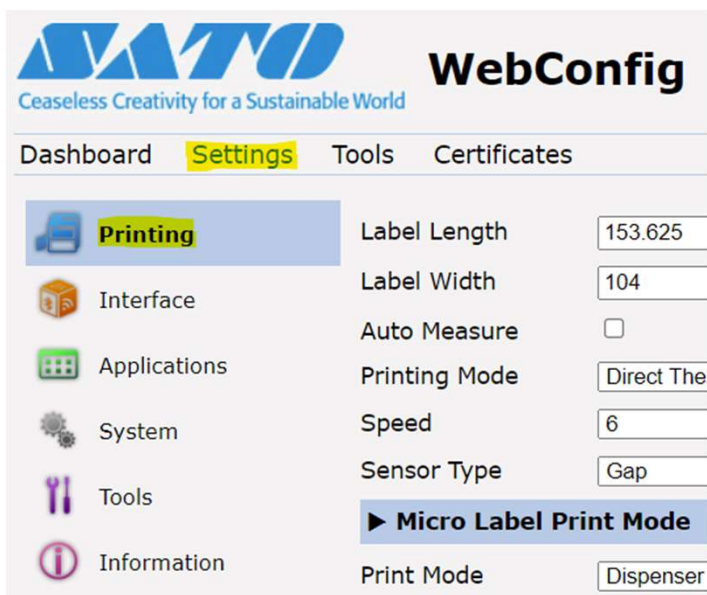 SATO
WebConfig
Ceaseless Creativity for a Sustainable World
Dashboard Settings Tools Certificates
Printing
Interface
Applications
System
Tools
Information
Label Length 153.625
Label Width 104
Auto Measure
Printing Mode Direct The
Speed 6
Sensor Type Gap
▶ Micro Label Print Mode
Print Mode Dispenser